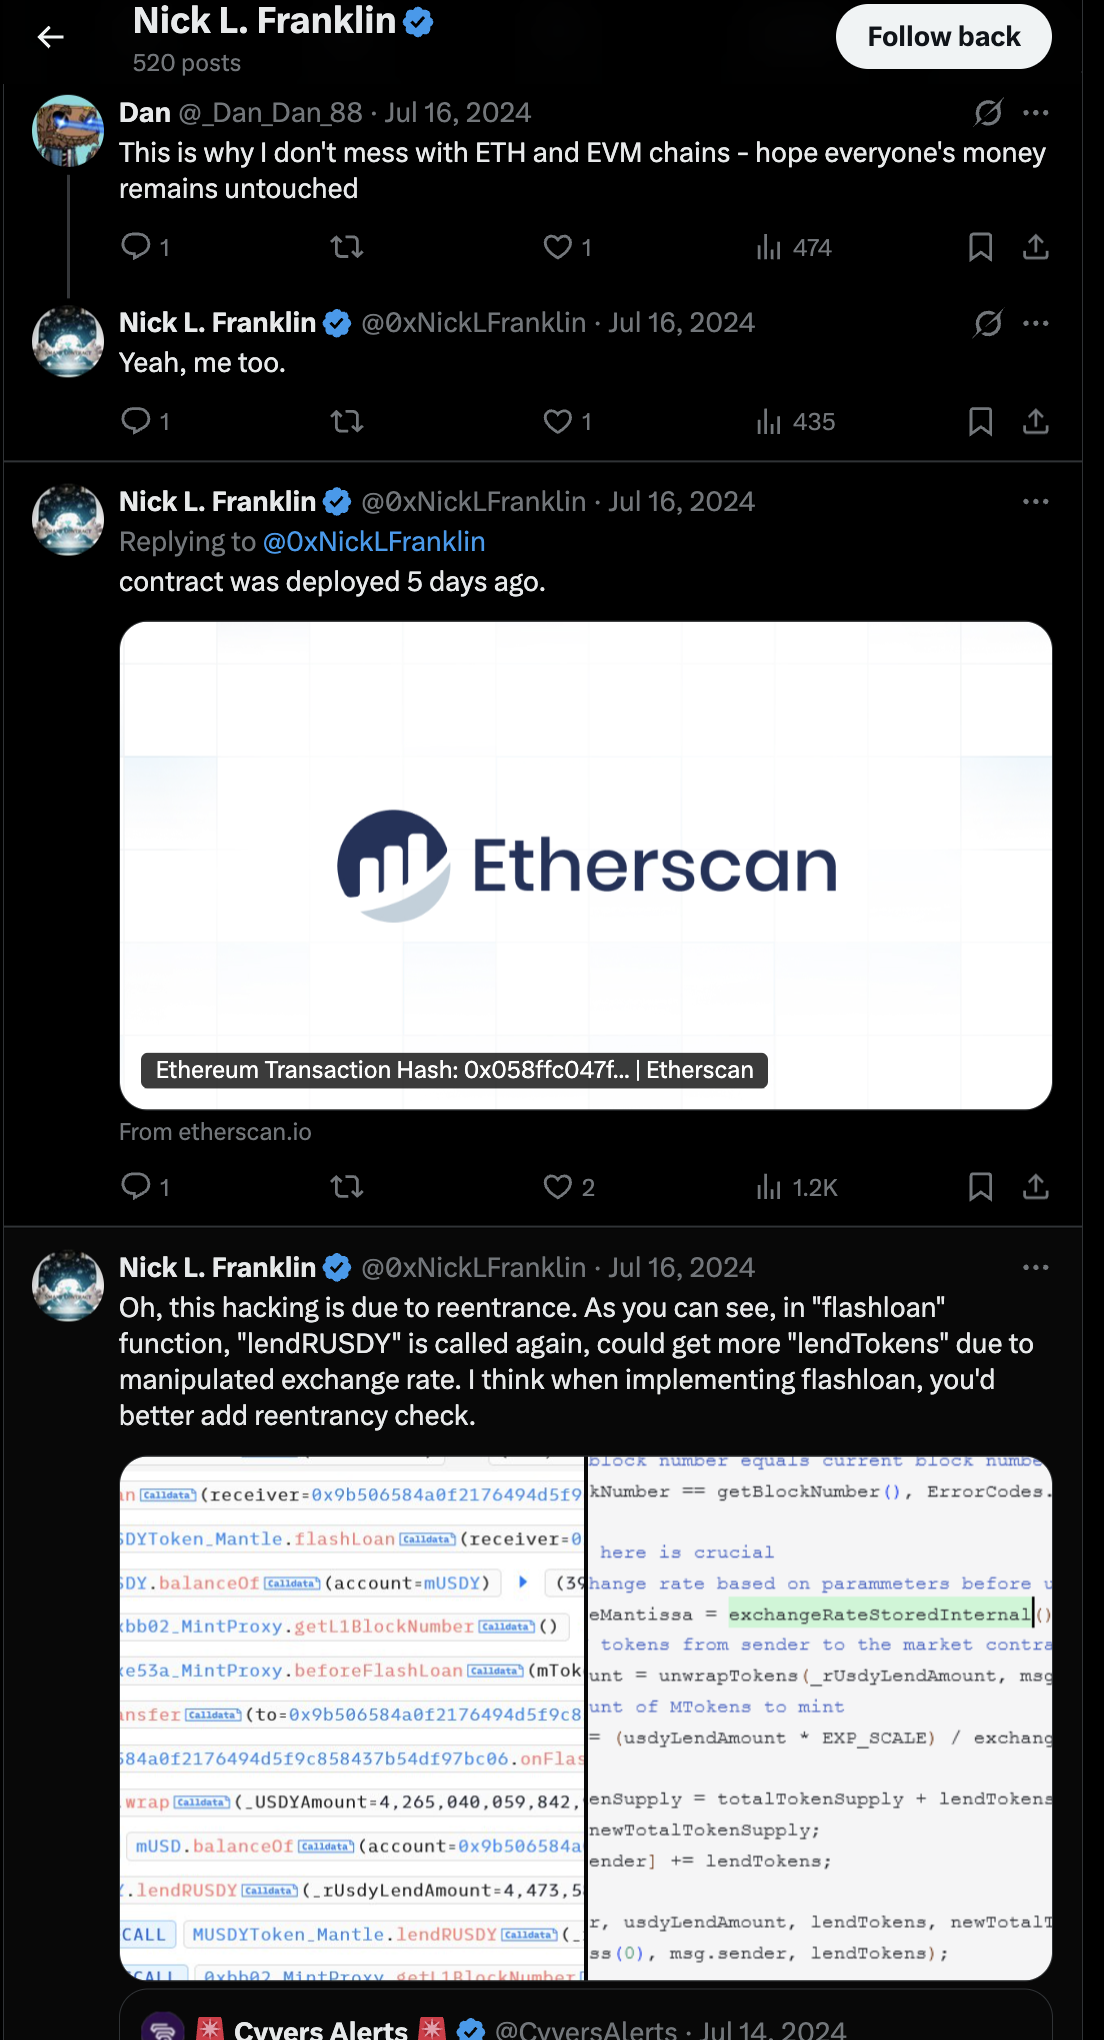 Nick L. Franklin
520 posts
Follow back
Dan @_Dan_Dan_88 · Jul 16, 2024
This is why I don't mess with ETH and EVM chains - hope everyone's money
remains untouched
1 1 474
Nick L. Franklin @0xNickLFranklin · Jul 16, 2024
Yeah, me too.
1 1 435
Nick L. Franklin @0xNickLFranklin · Jul 16, 2024
Replying to @0xNickLFranklin
contract was deployed 5 days ago.
Etherscan
Ethereum Transaction Hash: 0x058ffc047f... | Etherscan
From etherscan.io
1 2 1.2K
Nick L. Franklin @0xNickLFranklin · Jul 16, 2024
Oh, this hacking is due to reentrance. As you can see, in "flashloan"
function, "lendRUSDY" is called again, could get more "lendTokens" due to
manipulated exchange rate. I think when implementing flashloan, you'd
better add reentrancy check.
an Calldata (receiver=0x9b506584a0f2176494d5f9
SDYToken_Mantle.flashLoan Calldata (receiver=0
SDY.balanceOf Calldata (account=mUSDY) (39
xbb02_MintProxy.getL1BlockNumber Calldata ()
xe53a_MintProxy.beforeFlashLoan Calldata (mTok
ansfer Calldata (to=0x9b506584a0f2176494d5f9c8
584a0f2176494d5f9c858437b54df97bc06.onFlas
.wrap Calldata (_USDYAmount=4,265,040,059,842,
mUSD.balanceOf Calldata (account=0x9b506584a
.lendRUSDY Calldata (_rUsdyLendAmount=4,473,5
CALL MUSDYToken_Mantle.lendRUSDY Calldata (_
CALL 0xbb02_MintProxy.getL1BlockNumber
block number equals current block numbe
kNumber == getBlockNumber(), ErrorCodes.
here is crucial
hange rate based on parammeters before u
eMantissa = exchangeRateStoredInternal()
tokens from sender to the market contra
unt = unwrapTokens(_rUsdyLendAmount, msg
unt of MTokens to mint
= (usdyLendAmount * EXP_SCALE) / exchang
enSupply = totalTokenSupply + lendTokens
newTotalTokenSupply;
ender] += lendTokens;
r, usdyLendAmount, lendTokens, newTotalT
ss(0), msg.sender, lendTokens);
Cyvers Alerts @CyversAlerts · Jul 14, 2024